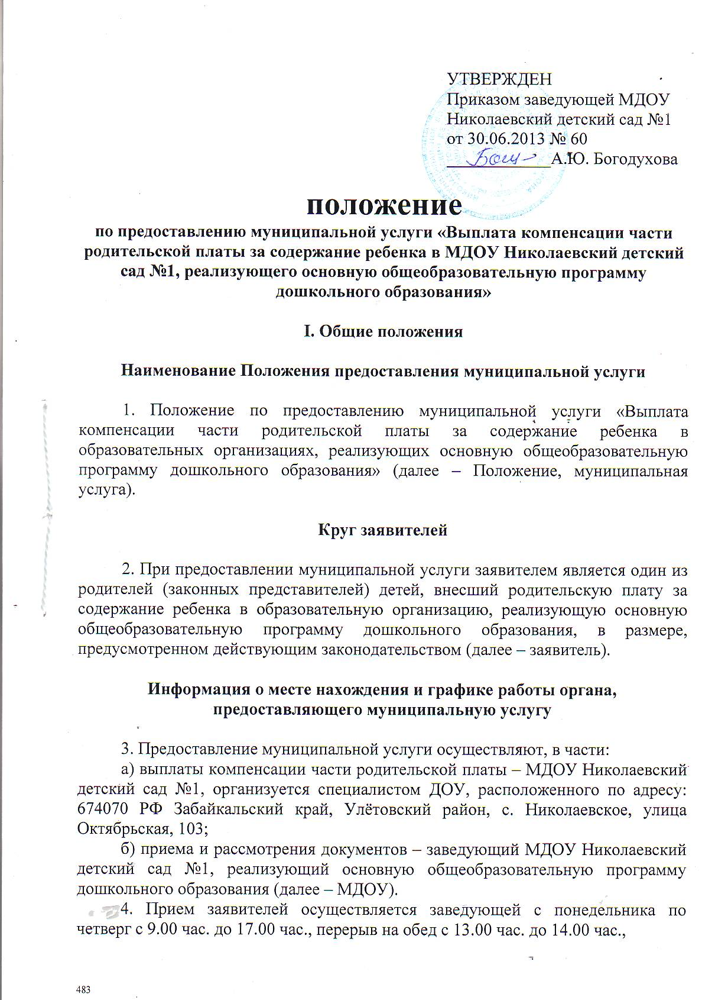 УТВЕРЖДЕН
Приказом заведующей МДОУ
Николаевский детский сад №1
от 30.06.2013 № 60
____________А.Ю. Богодухова
положение
по предоставлению муниципальной услуги «Выплата компенсации части
родительской платы за содержание ребенка в МДОУ Николаевский детский
сад №1, реализующего основную общеобразовательную программу
дошкольного образования»
I. Общие положения
Наименование Положения предоставления муниципальной услуги
1. Положение по предоставлению муниципальной услуги «Выплата
компенсации части родительской платы за содержание ребенка в
образовательных организациях, реализующих основную общеобразовательную
программу дошкольного образования» (далее – Положение, муниципальная
услуга).
Круг заявителей
2. При предоставлении муниципальной услуги заявителем является один из
родителей (законных представителей) детей, внесший родительскую плату за
содержание ребенка в образовательную организацию, реализующую основную
общеобразовательную программу дошкольного образования, в размере,
предусмотренном действующим законодательством (далее – заявитель).
Информация о месте нахождения и графике работы органа,
предоставляющего муниципальную услугу
3. Предоставление муниципальной услуги осуществляют, в части:
а) выплаты компенсации части родительской платы – МДОУ Николаевский
детский сад №1, организуется специалистом ДОУ, расположенного по адресу:
674070 РФ Забайкальский край, Улётовский район, с. Николаевское, улица
Октябрьская, 103;
б) приема и рассмотрения документов – заведующий МДОУ Николаевский
детский сад №1, реализующий основную общеобразовательную программу
дошкольного образования (далее – МДОУ).
4. Прием заявителей осуществляется заведующей с понедельника по
четверг с 9.00 час. до 17.00 час., перерыв на обед с 13.00 час. до 14.00 час.,
483